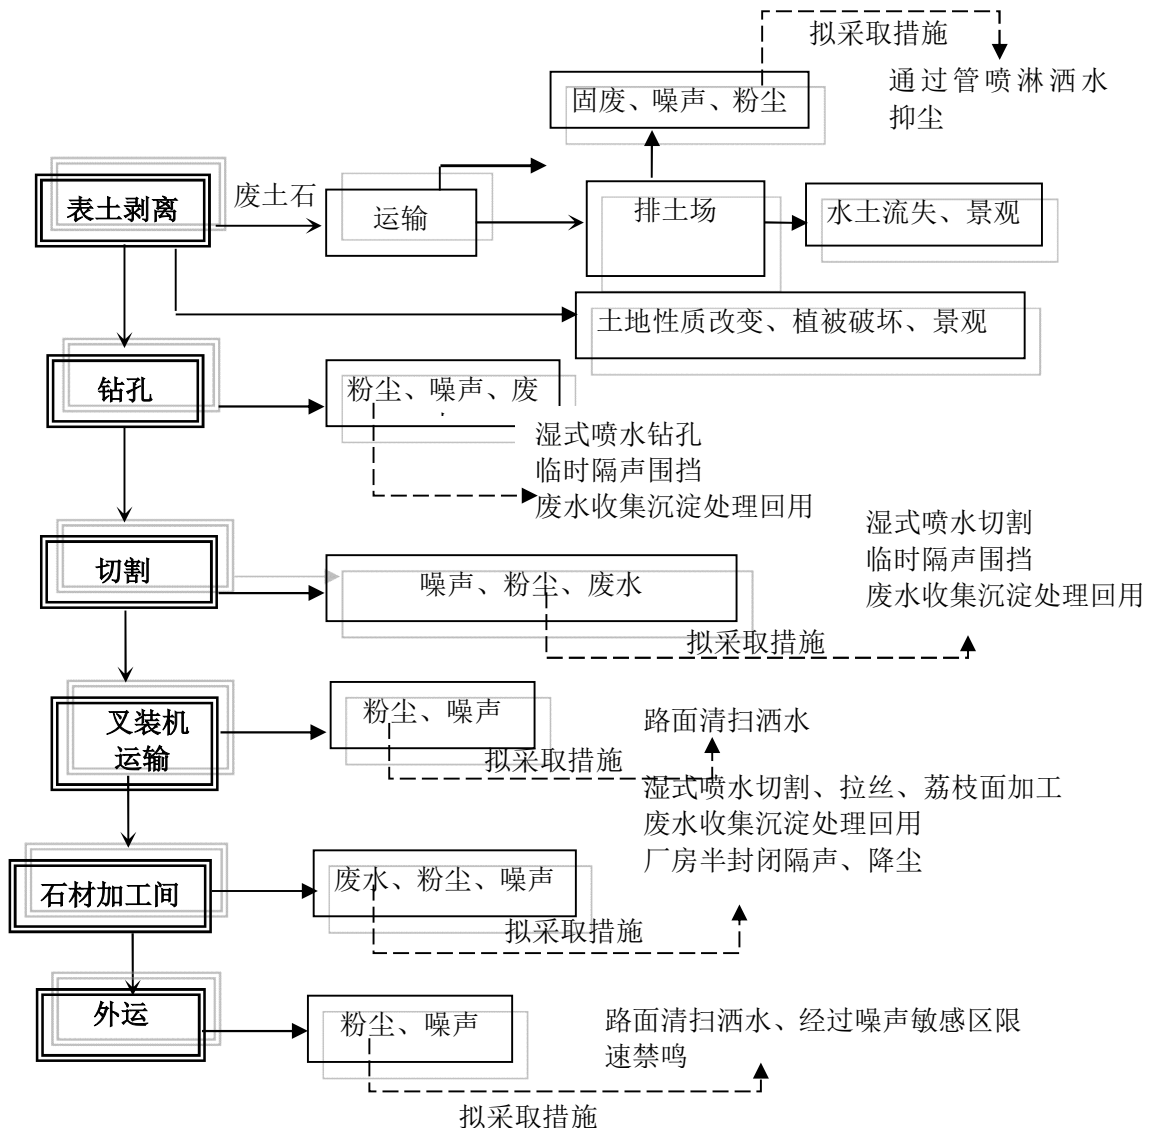 拟采取措施
通过管喷淋洒水
抑尘
固废、噪声、粉尘
表土剥离
废土石
运输
排土场
水土流失、景观
土地性质改变、植被破坏、景观
钻孔
粉尘、噪声、废
湿式喷水钻孔
临时隔声围挡
废水收集沉淀处理回用
切割
噪声、粉尘、废水
湿式喷水切割
临时隔声围挡
废水收集沉淀处理回用
拟采取措施
叉装机
运输
粉尘、噪声
拟采取措施
路面清扫洒水
湿式喷水切割、拉丝、荔枝面加工
废水收集沉淀处理回用
厂房半封闭隔声、降尘
石材加工间
废水、粉尘、噪声
拟采取措施
外运
粉尘、噪声
路面清扫洒水、经过噪声敏感区限
速禁鸣
拟采取措施